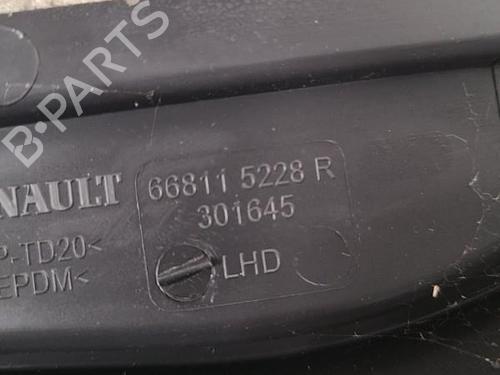 B-PARTS
NAULT
66811 5228 R
301645
P-TD20<
EPDM<
LHD